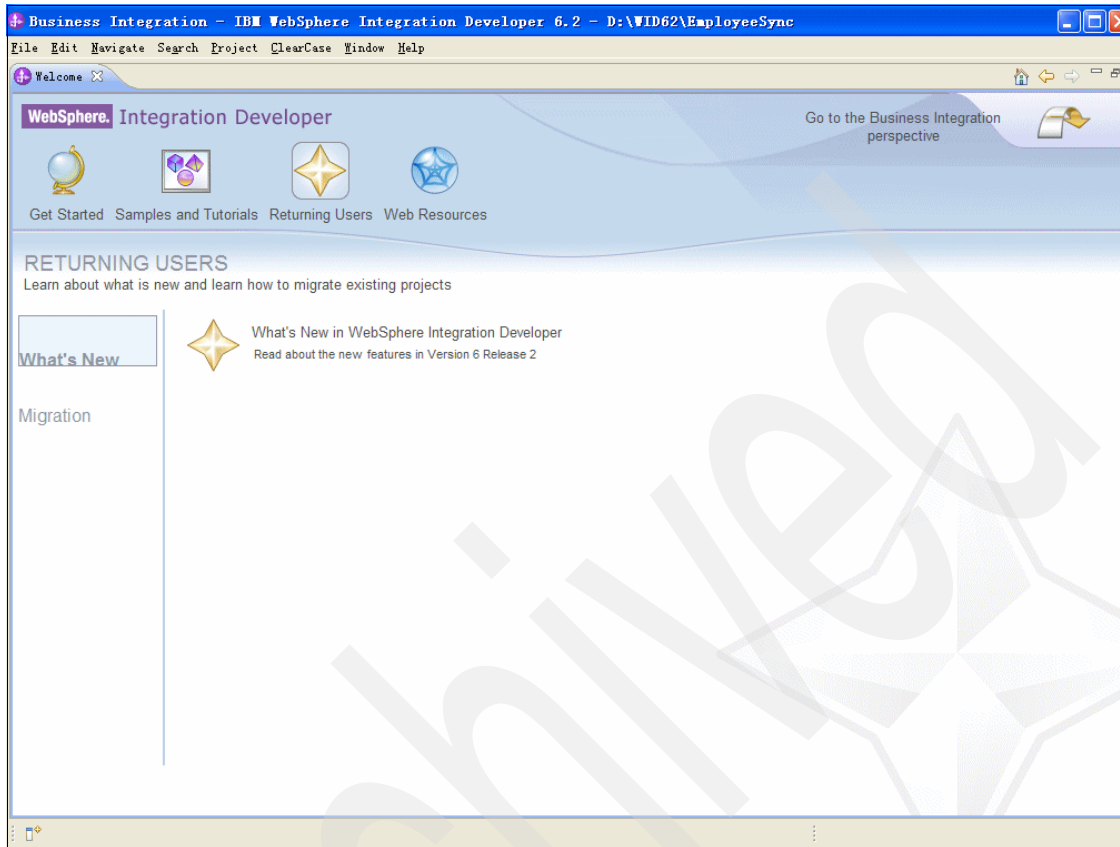 Business Integration - IBM WebSphere Integration Developer 6.2 - D:\WID62\EmployeeSync
File Edit Navigate Search Project ClearCase Window Help
Welcome
WebSphere. Integration Developer
Go to the Business Integration
perspective
Get Started Samples and Tutorials Returning Users Web Resources
RETURNING USERS
Learn about what is new and learn how to migrate existing projects
What's New
What's New in WebSphere Integration Developer
Read about the new features in Version 6 Release 2
Migration
hived